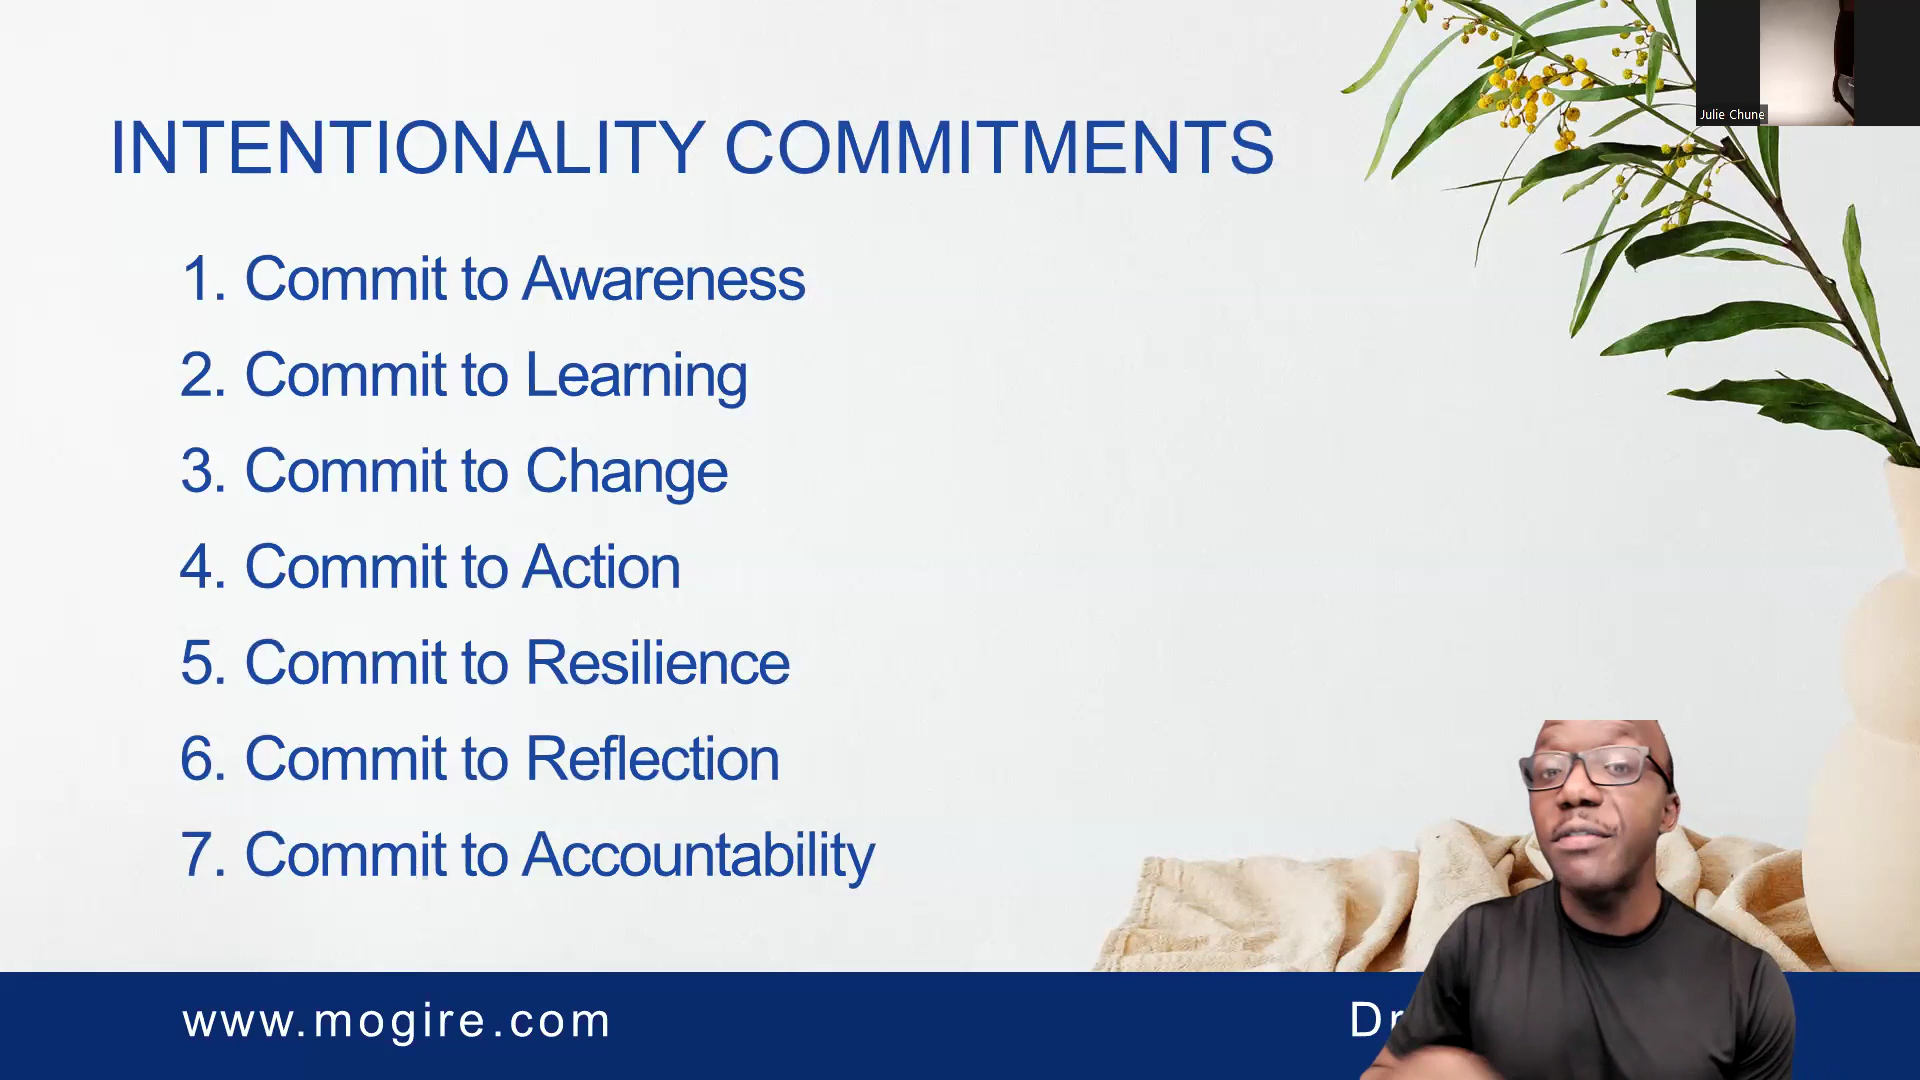 Julie Chune
INTENTIONALITY COMMITMENTS
1. Commit to Awareness
2. Commit to Learning
3. Commit to Change
4. Commit to Action
5. Commit to Resilience
6. Commit to Reflection
7. Commit to Accountability
www.mogire.com
Dr